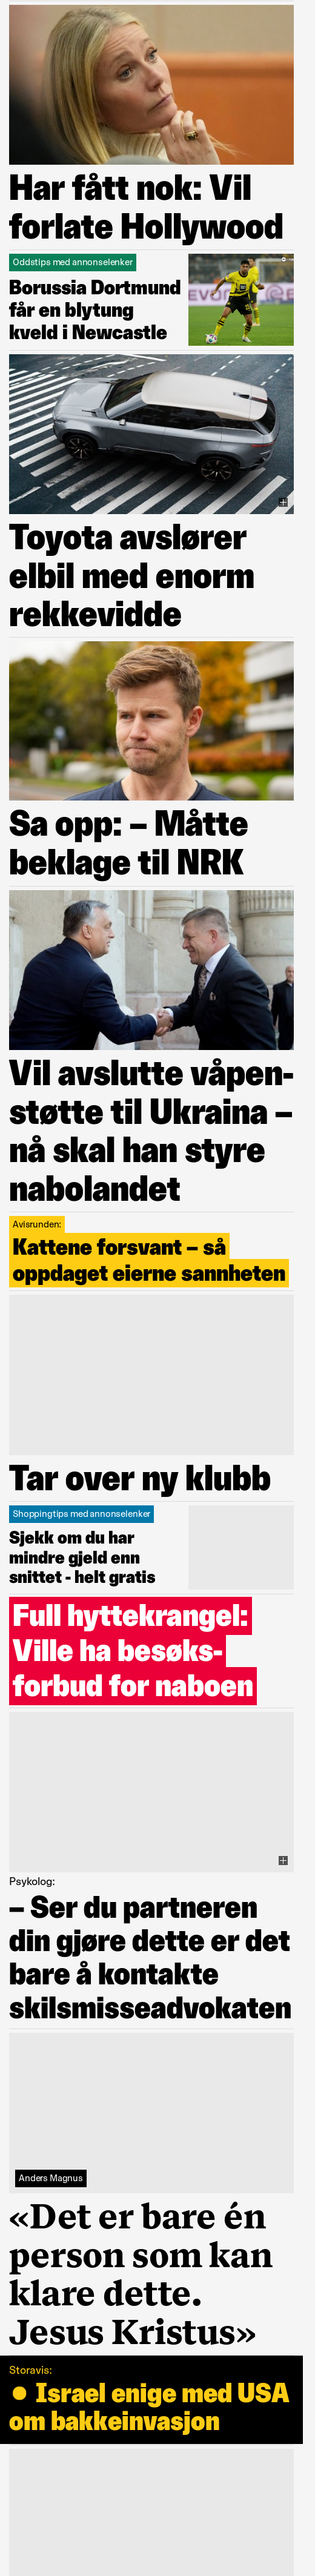 Har fått nok: Vil
forlate Hollywood
Oddstips med annonselenker
Borussia Dortmund
får en blytung
kveld i Newcastle
Toyota avslører
elbil med enorm
rekkevidde
Sa opp: – Måtte
beklage til NRK
Vil avslutte våpen-
støtte til Ukraina –
nå skal han styre
nabolandet
Avisrunden:
Kattene forsvant – så
oppdaget eierne sannheten
Tar over ny klubb
Shoppingtips med annonselenker
Sjekk om du har
mindre gjeld enn
snittet - helt gratis
Full hyttekrangel:
Ville ha besøks-
forbud for naboen
Psykolog:
– Ser du partneren
din gjøre dette er det
bare å kontakte
skilsmisseadvokaten
Anders Magnus
«Det er bare én
person som kan
klare dette.
Jesus Kristus»
Storavis:
● Israel enige med USA
om bakkeinvasjon